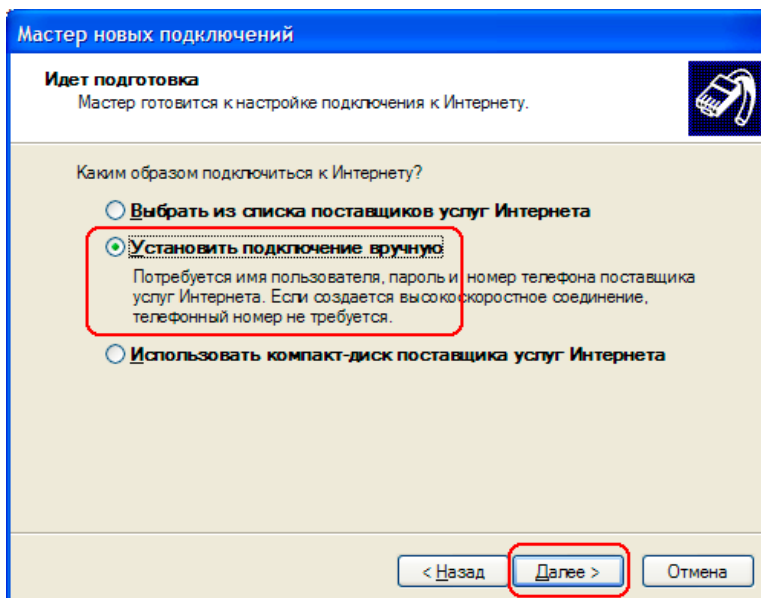 Мастер новых подключений
Идет подготовка
Мастер готовится к настройке подключения к Интернету.
Каким образом подключиться к Интернету?
Выбрать из списка поставщиков услуг Интернета
Установить подключение вручную
Потребуется имя пользователя, пароль и номер телефона поставщика
услуг Интернета. Если создается высокоскоростное соединение,
телефонный номер не требуется.
Использовать компакт-диск поставщика услуг Интернета
< Назад Далее > Отмена